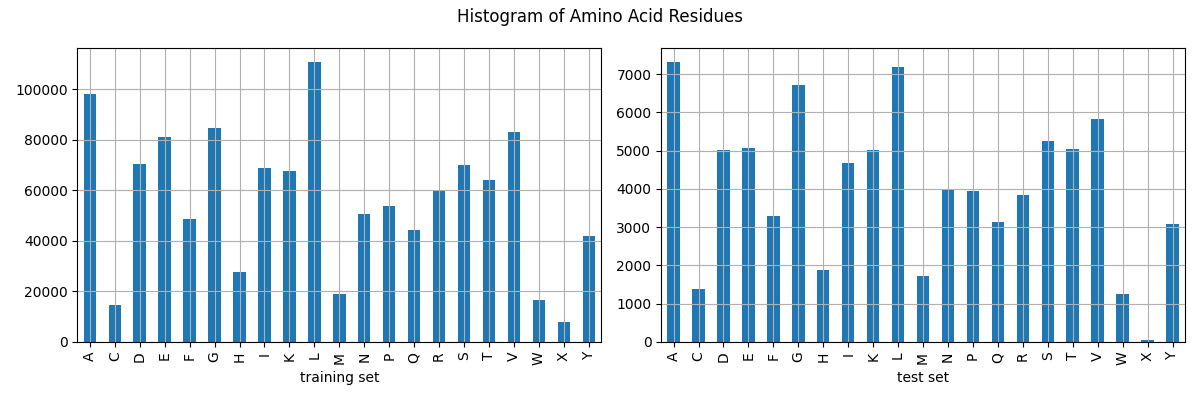 Histogram of Amino Acid Residues
100000
80000
60000
40000
20000
0
A C D E F G H I K L M N P Q R S T V W X Y
training set
7000
6000
5000
4000
3000
2000
1000
0
A C D E F G H I K L M N P Q R S T V W X Y
test set